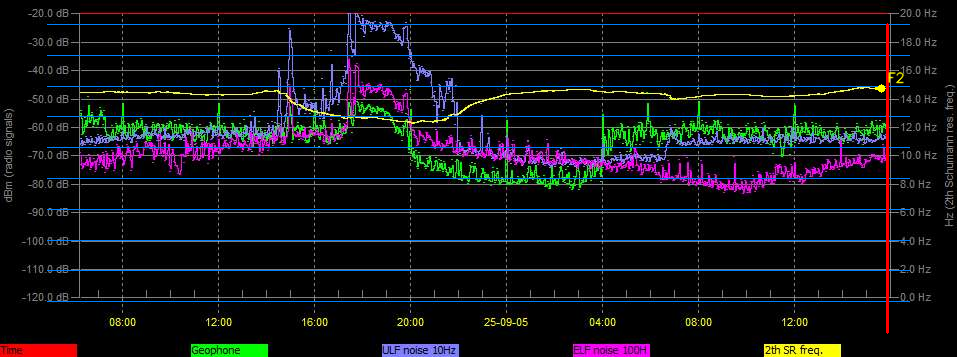 -20.0 dB 20.0 Hz
-30.0 dB 18.0 Hz
-40.0 dB 16.0 Hz
F2
-50.0 dB 14.0 Hz
-60.0 dB 12.0 Hz
-70.0 dB 10.0 Hz
-80.0 dB 8.0 Hz
-90.0 dB 6.0 Hz
-100.0 dB 4.0 Hz
-110.0 dB 2.0 Hz
-120.0 dB 0.0 Hz
dBm (radio signals)
Hz (2th Schumann res. freq.)
08:00 12:00 16:00 20:00 25-09-05 04:00 08:00 12:00
Time Geophone ULF noise 10Hz ELF noise 100H 2th SR freq.